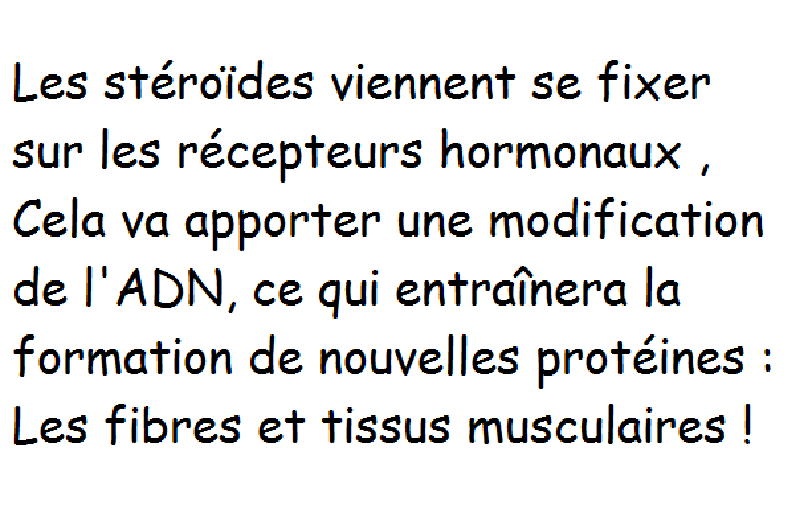 Les stéroïdes viennent se fixer
sur les récepteurs hormonaux ,
Cela va apporter une modification
de l'ADN, ce qui entraînera la
formation de nouvelles protéines :
Les fibres et tissus musculaires !